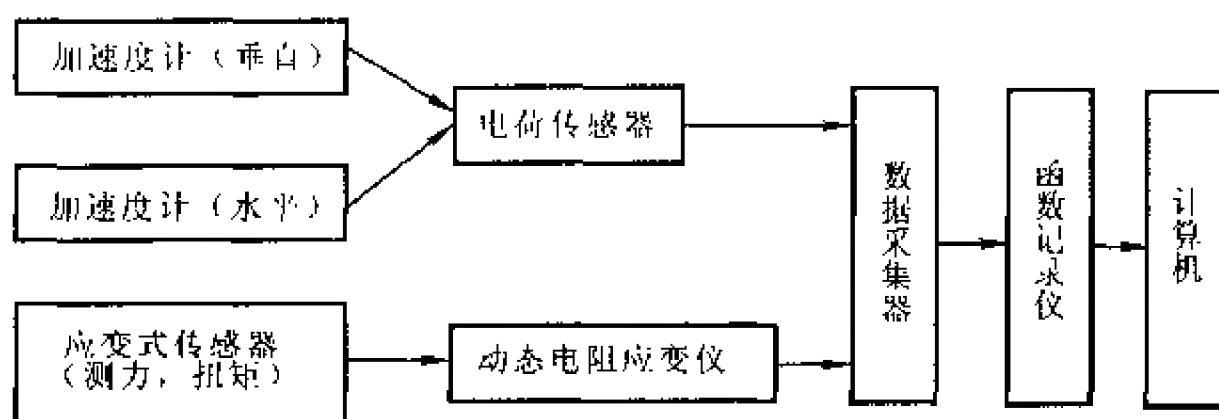 加速度计（垂直）
电荷传感器
加速度计（水平）
应变式传感器
（测力，扭矩）
动态电阻应变仪
数据采集器
函数记录仪
计算机